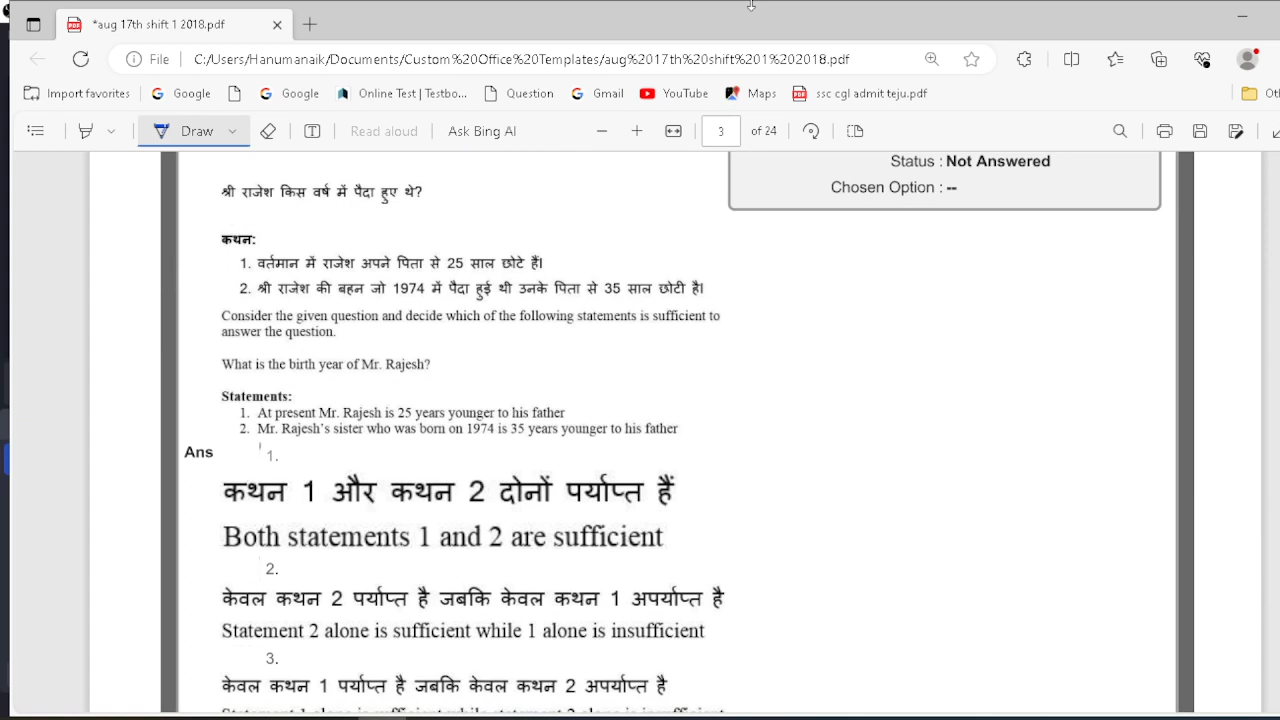 *aug 17th shift 1 2018.pdf
File C:/Users/Hanumanaik/Documents/Custom%20Office%20Templates/aug%2017th%20shift%201%202018.pdf
Import favorites Google Google Online Test | Testbo... Question Gmail YouTube Maps ssc cgl admit teju.pdf
Draw Read aloud Ask Bing AI 3 of 24
Status : Not Answered
Chosen Option : --
श्री राजेश किस वर्ष में पैदा हुए थे?
कथन:
1. वर्तमान में राजेश अपने पिता से 25 साल छोटे हैं।
2. श्री राजेश की बहन जो 1974 में पैदा हुई थी उनके पिता से 35 साल छोटी है।
Consider the given question and decide which of the following statements is sufficient to
answer the question.
What is the birth year of Mr. Rajesh?
Statements:
1. At present Mr. Rajesh is 25 years younger to his father
2. Mr. Rajesh's sister who was born on 1974 is 35 years younger to his father
Ans 1.
कथन 1 और कथन 2 दोनों पर्याप्त हैं
Both statements 1 and 2 are sufficient
2.
केवल कथन 2 पर्याप्त है जबकि केवल कथन 1 अपर्याप्त है
Statement 2 alone is sufficient while 1 alone is insufficient
3.
केवल कथन 1 पर्याप्त है जबकि केवल कथन 2 अपर्याप्त है